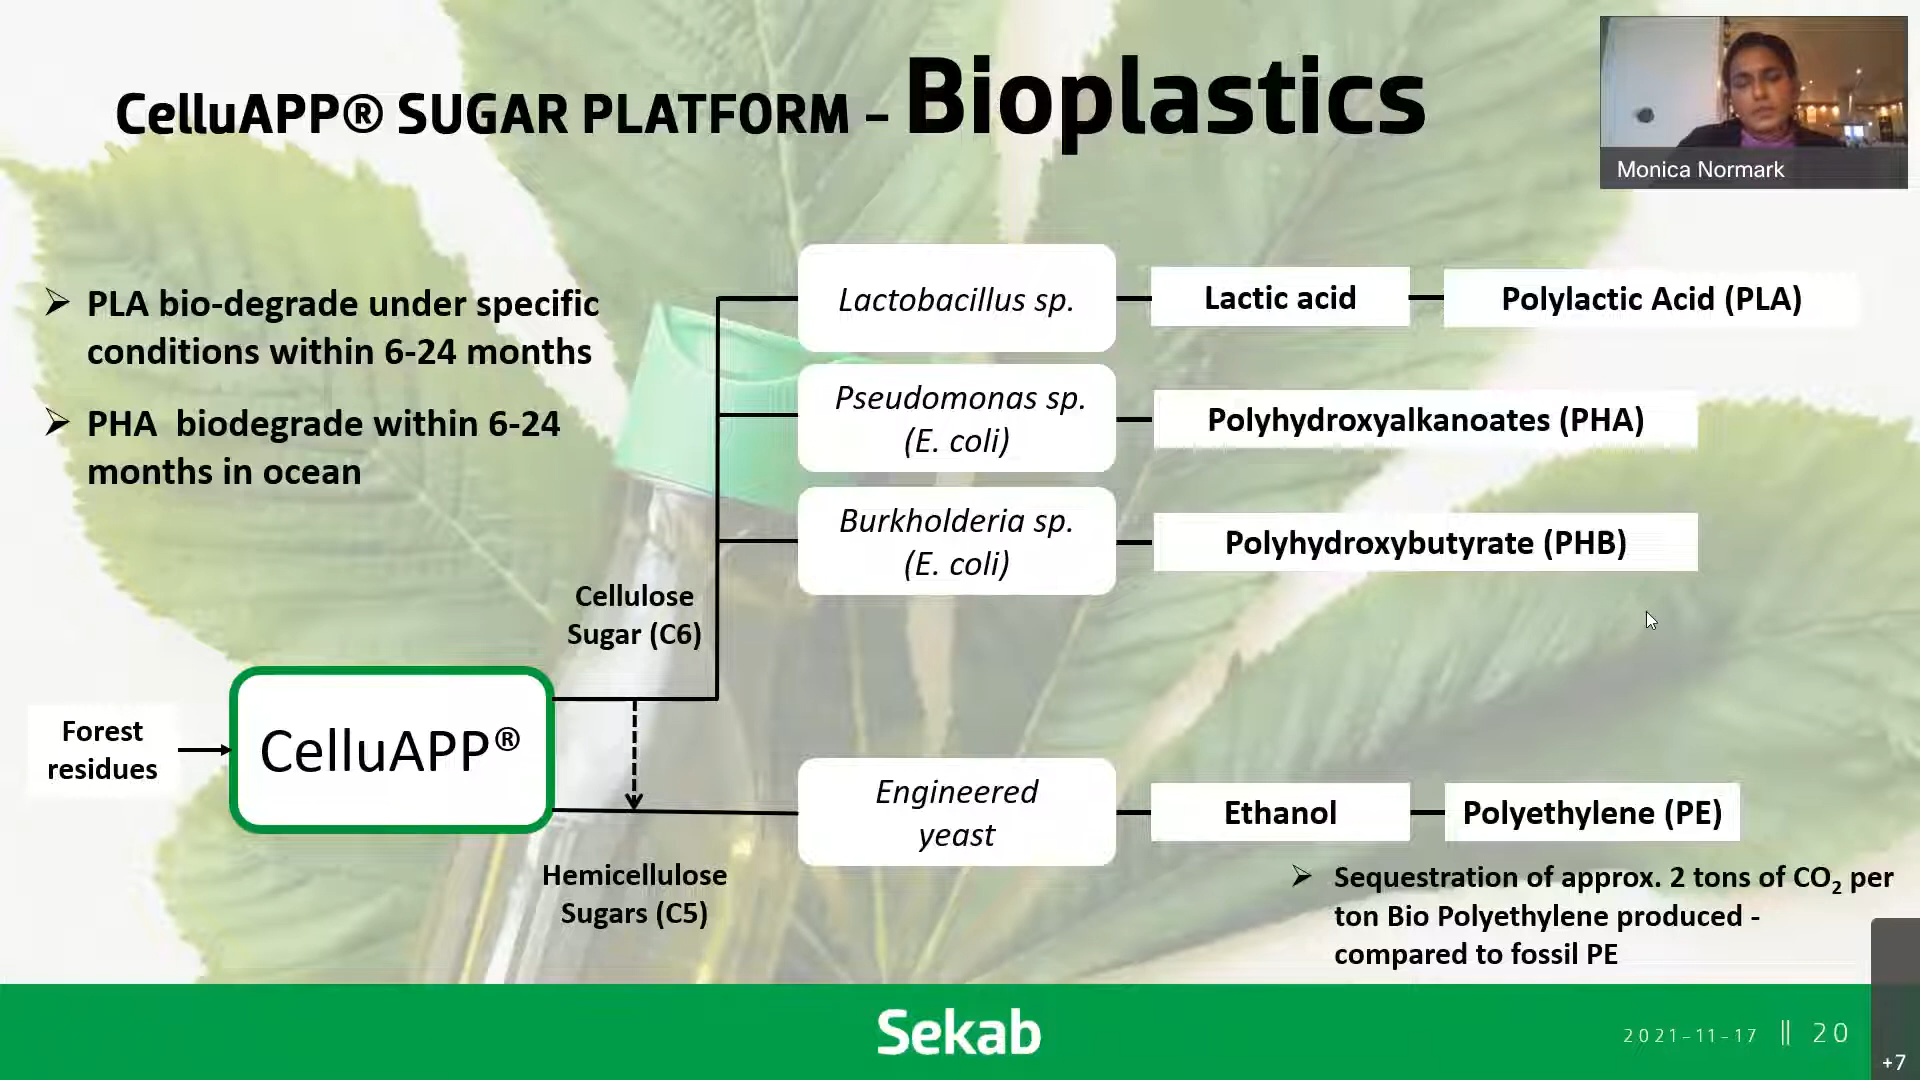 CelluAPP® SUGAR PLATFORM – Bioplastics
Monica Normark
➢ PLA bio-degrade under specific
conditions within 6-24 months
➢ PHA biodegrade within 6-24
months in ocean
Lactobacillus sp.
Lactic acid
Polylactic Acid (PLA)
Pseudomonas sp.
(E. coli)
Polyhydroxyalkanoates (PHA)
Burkholderia sp.
(E. coli)
Polyhydroxybutyrate (PHB)
Cellulose
Sugar (C6)
Forest
residues
CelluAPP®
Hemicellulose
Sugars (C5)
Engineered
yeast
Ethanol
Polyethylene (PE)
➢ Sequestration of approx. 2 tons of CO₂ per
ton Bio Polyethylene produced -
compared to fossil PE
Sekab
2021-11-17 || 20
+7